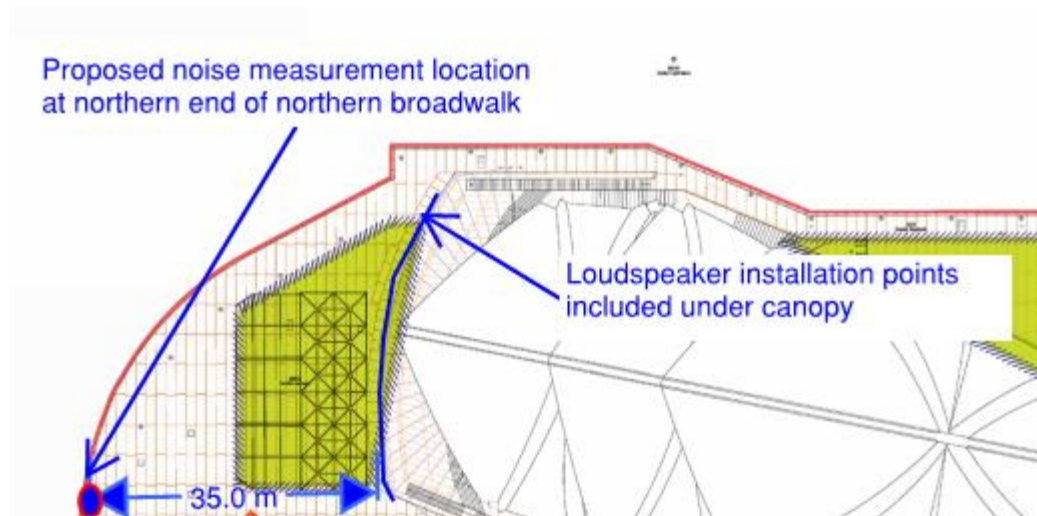 Proposed noise measurement location
at northern end of northern broadwalk
Loudspeaker installation points
included under canopy
35.0 m